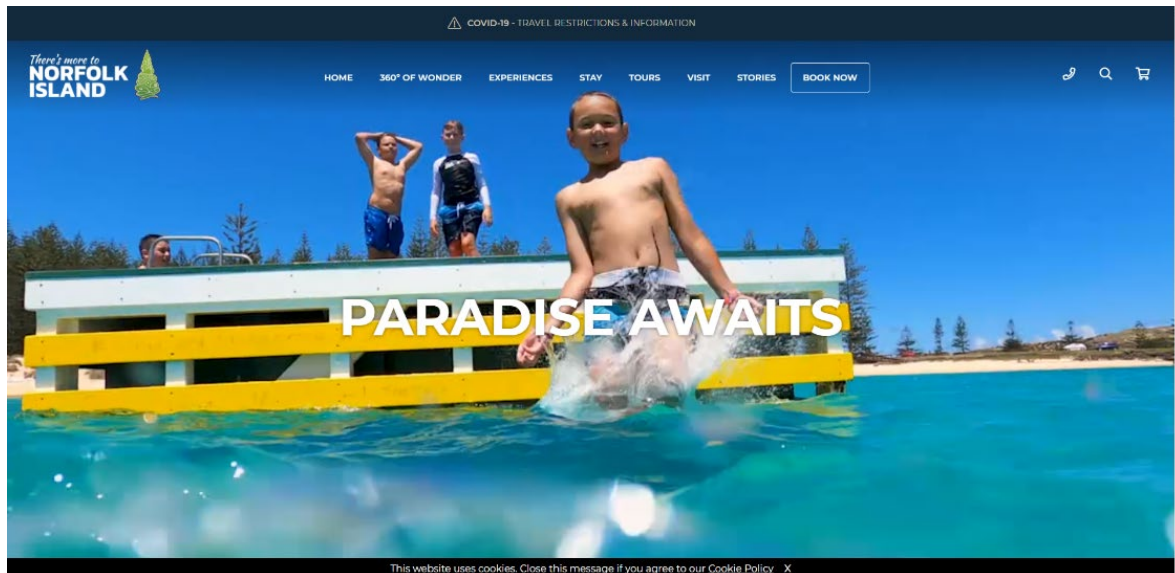 COVID-19 - TRAVEL RESTRICTIONS & INFORMATION
There's more to
NORFOLK
ISLAND
HOME 360° OF WONDER EXPERIENCES STAY TOURS VISIT STORIES BOOK NOW
PARADISE AWAITS
This website uses cookies. Close this message if you agree to our Cookie Policy X